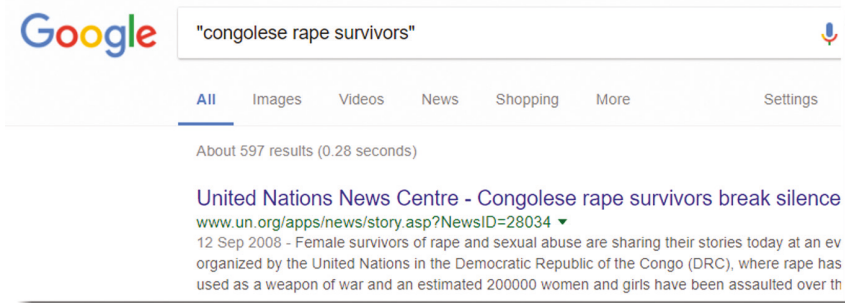 Google "congolese rape survivors"
All Images Videos News Shopping More Settings
About 597 results (0.28 seconds)
United Nations News Centre - Congolese rape survivors break silence
www.un.org/apps/news/story.asp?NewsID=28034
12 Sep 2008 - Female survivors of rape and sexual abuse are sharing their stories today at an ev
organized by the United Nations in the Democratic Republic of the Congo (DRC), where rape has
used as a weapon of war and an estimated 200000 women and girls have been assaulted over th